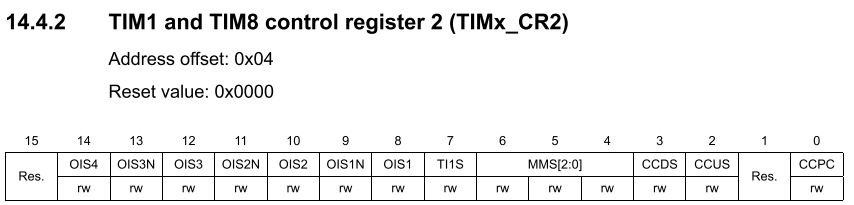 14.4.2 TIM1 and TIM8 control register 2 (TIMx_CR2)
Address offset: 0x04
Reset value: 0x0000
15 14 13 12 11 10 9 8 7 6 5 4 3 2 1 0
Res. OIS4 OIS3N OIS3 OIS2N OIS2 OIS1N OIS1 TI1S MMS[2:0] CCDS CCUS Res. CCPC
rw rw rw rw rw rw rw rw rw rw rw rw rw rw